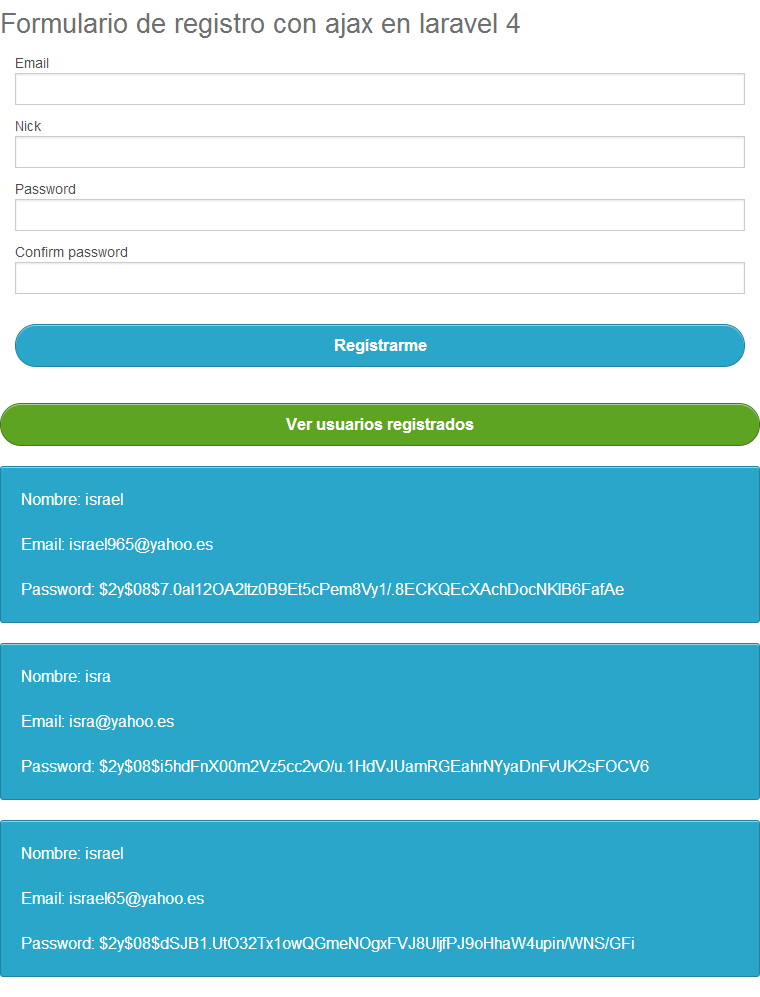 Formulario de registro con ajax en laravel 4
Email
Nick
Password
Confirm password
Registrarme
Ver usuarios registrados
Nombre: israel
Email: israel965@yahoo.es
Password: $2y$08$7.0aI12OA2Itz0B9Et5cPem8Vy1/.8ECKQEcXAchDocNKIB6FafAe
Nombre: isra
Email: isra@yahoo.es
Password: $2y$08$i5hdFnX00m2Vz5cc2vO/u.1HdVJUamRGEahrNYyaDnFvUK2sFOCV6
Nombre: israel
Email: israel65@yahoo.es
Password: $2y$08$dSJB1.UtO32Tx1owQGmeNOgxFVJ8UljfPJ9oHhaW4upin/WNS/GFi